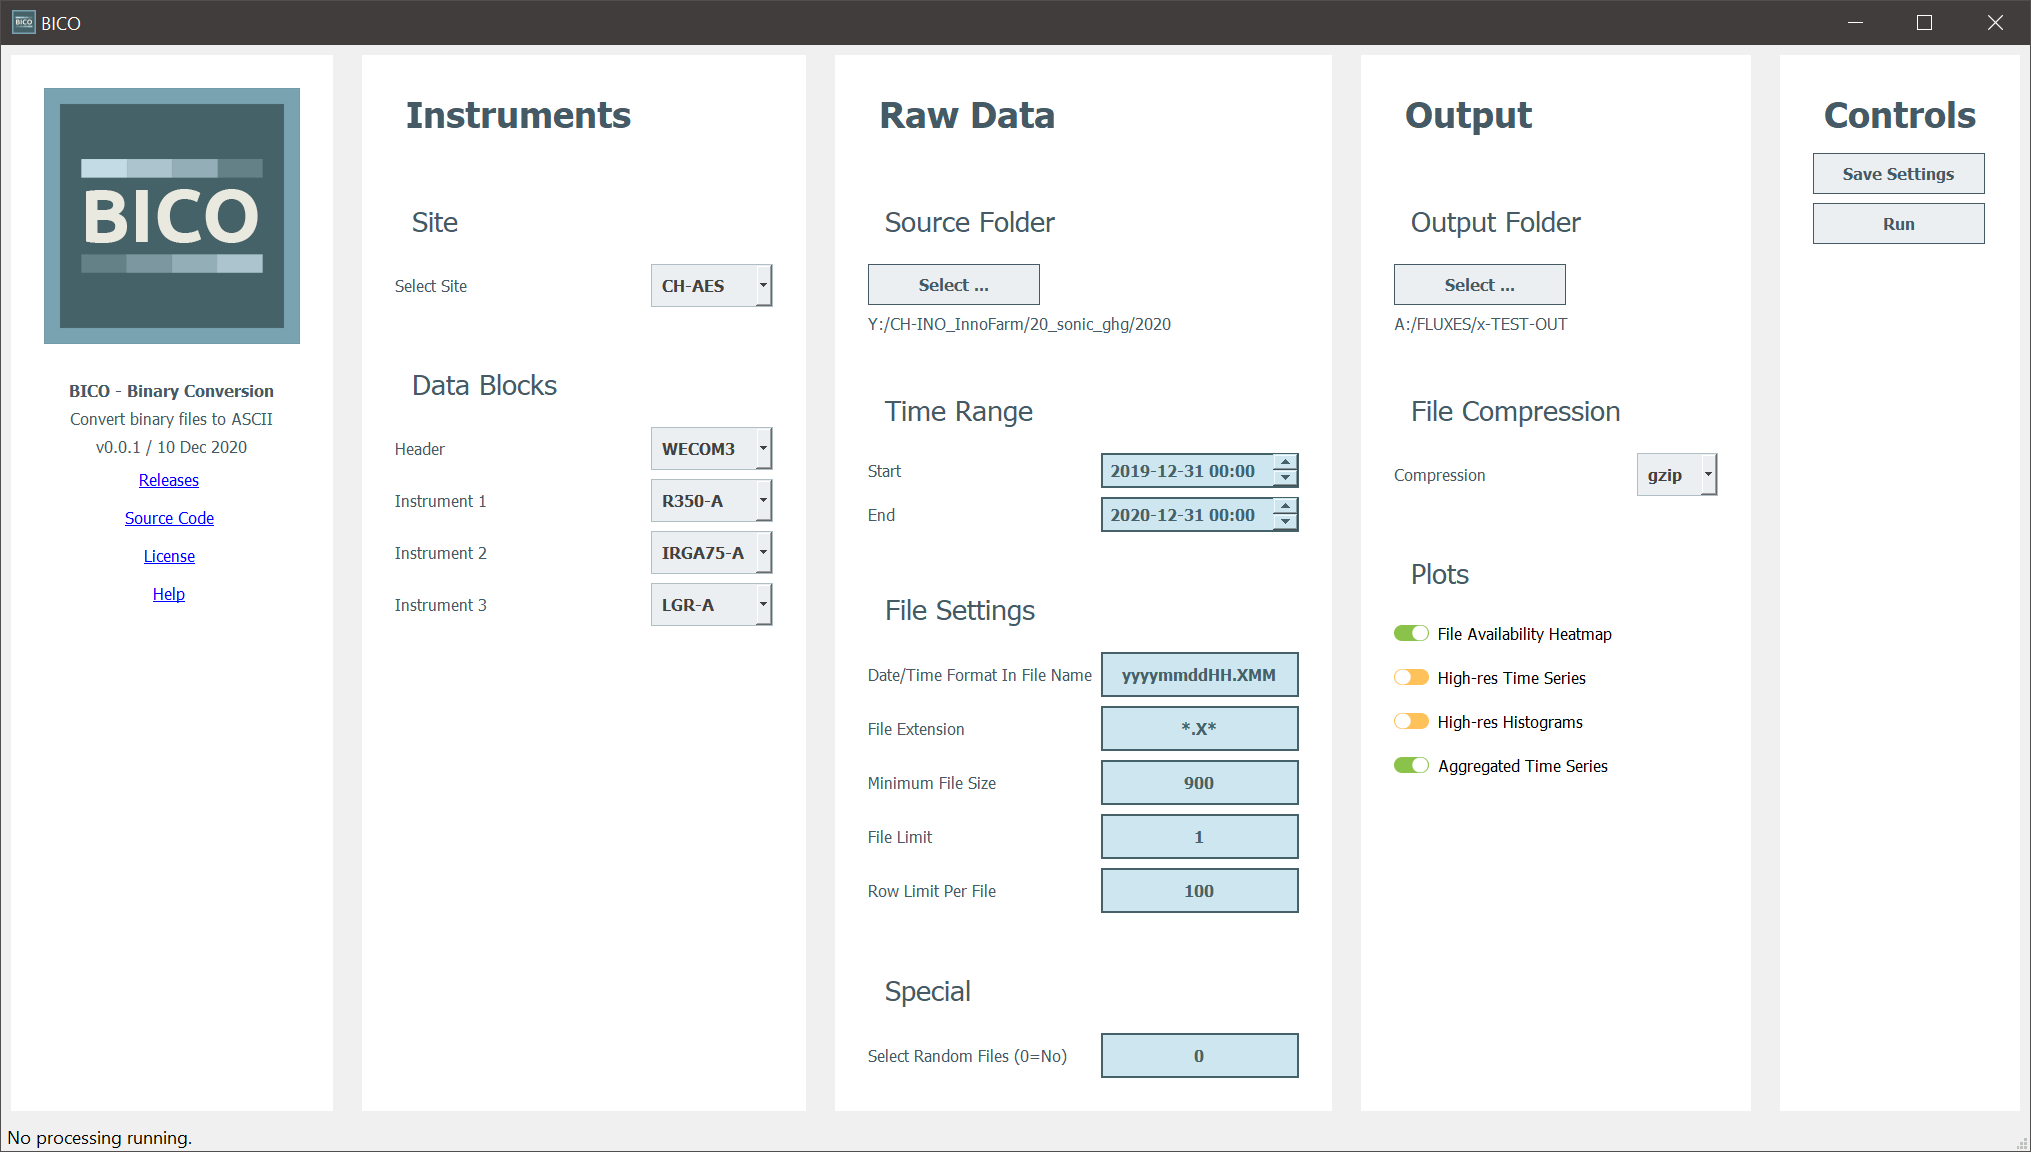 BICO
BICO
BICO
BICO - Binary Conversion
Convert binary files to ASCII
v0.0.1 / 10 Dec 2020
Releases
Source Code
License
Help
Instruments
Site
Select Site CH-AES
Data Blocks
Header WECOM3
Instrument 1 R350-A
Instrument 2 IRGA75-A
Instrument 3 LGR-A
Raw Data
Source Folder
Select ...
Y:/CH-INO_InnoFarm/20_sonic_ghg/2020
Time Range
Start 2019-12-31 00:00
End 2020-12-31 00:00
File Settings
Date/Time Format In File Name yyyymmddHH.XMM
File Extension *.X*
Minimum File Size 900
File Limit 1
Row Limit Per File 100
Special
Select Random Files (0=No) 0
Output
Output Folder
Select ...
A:/FLUXES/x-TEST-OUT
File Compression
Compression gzip
Plots
File Availability Heatmap
High-res Time Series
High-res Histograms
Aggregated Time Series
Controls
Save Settings
Run
No processing running.